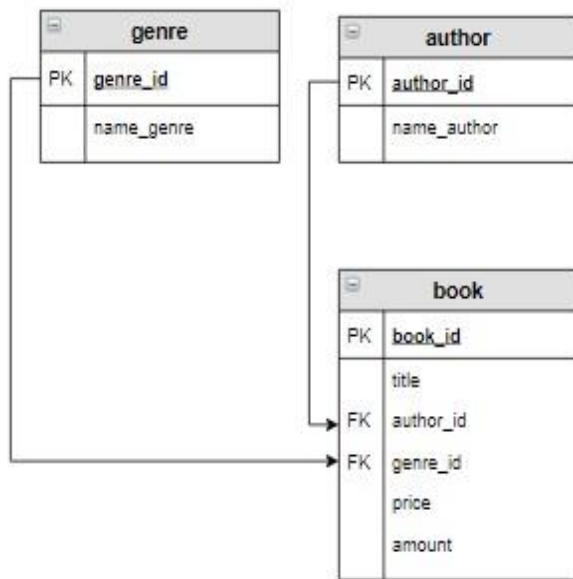 genre
PK genre_id
name_genre
author
PK author_id
name_author
book
PK book_id
title
FK author_id
FK genre_id
price
amount